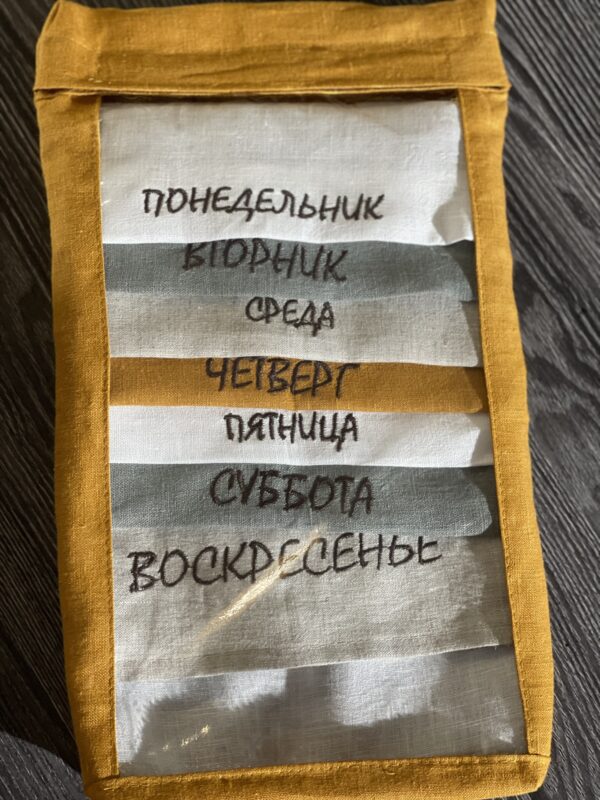 ПОНЕДЕЛЬНИК
ВТОРНИК
СРЕДА
ЧЕТВЕРГ
ПЯТНИЦА
СУББОТА
ВОСКРЕСЕНЬЕ